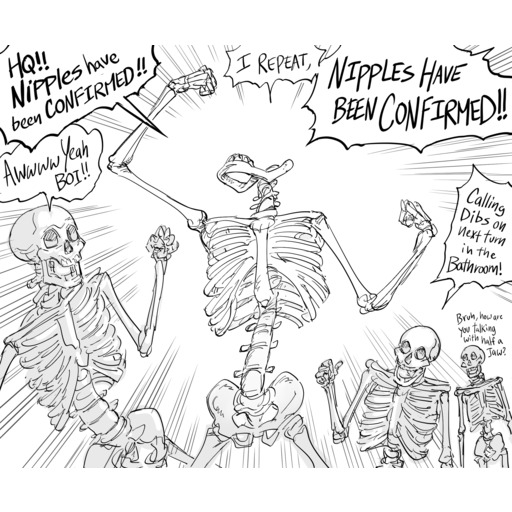 HQ!!
Nipples have
been CONFIRMED!!
I REPEAT,
NIPPLES HAVE
BEEN CONFIRMED!!
AWWWW Yeah
BOI!!
Calling
Dibs on
next turn
in the
Bathroom!
Bruh, how are
you talking
with half a
Jaw?